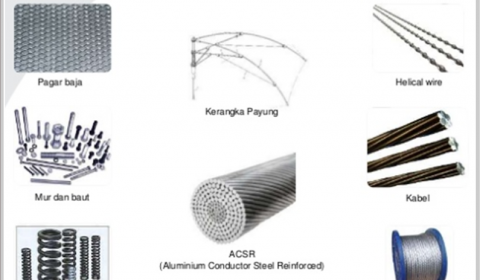 Pagar baja
Kerangka Payung
Helical wire
Mur dan baut
Kabel
ACSR
(Aluminium Conductor Steel Reinforced)